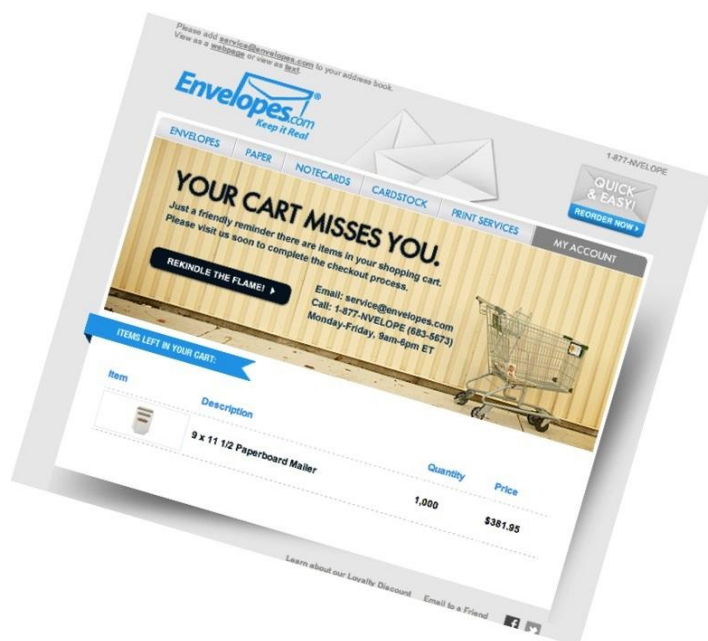 Please add service@envelopes.com to your address book.
View as a webpage or view as text.
Envelopes.com®
Keep it Real
1-877-NVELOPE
QUICK
& EASY!
REORDER NOW
ENVELOPES
PAPER
NOTECARDS
CARDSTOCK
PRINT SERVICES
MY ACCOUNT
YOUR CART MISSES YOU.
Just a friendly reminder there are items in your shopping cart.
Please visit us soon to complete the checkout process.
REKINDLE THE FLAME!
Email: service@envelopes.com
Call: 1-877-NVELOPE (683-5673)
Monday-Friday, 9am-6pm ET
ITEMS LEFT IN YOUR CART:
Item
Description
Quantity
Price
9 x 11 1/2 Paperboard Mailer
1,000
$381.95
Learn about our Loyalty Discount
Email to a Friend